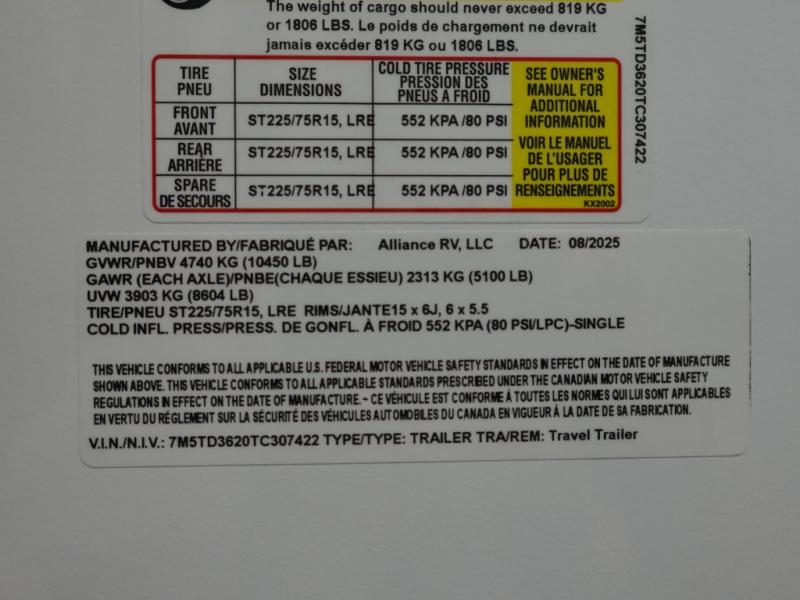 The weight of cargo should never exceed 819 KG
or 1806 LBS. Le poids de chargement ne devrait
jamais excéder 819 KG ou 1806 LBS.
TIRE
PNEU
SIZE
DIMENSIONS
COLD TIRE PRESSURE
PRESSION DES
PNEUS A FROID
SEE OWNER'S
MANUAL FOR
ADDITIONAL
INFORMATION
VOIR LE MANUEL
DE L'USAGER
POUR PLUS DE
RENSEIGNEMENTS
KX2002
FRONT
AVANT
ST225/75R15, LRE
552 KPA /80 PSI
REAR
ARRIÈRE
ST225/75R15, LRE
552 KPA /80 PSI
SPARE
DE SECOURS
ST225/75R15, LRE
552 KPA /80 PSI
7M5TD3620TC307422
MANUFACTURED BY/FABRIQUÉ PAR: Alliance RV, LLC DATE: 08/2025
GVWR/PNBV 4740 KG (10450 LB)
GAWR (EACH AXLE)/PNBE(CHAQUE ESSIEU) 2313 KG (5100 LB)
UVW 3903 KG (8604 LB)
TIRE/PNEU ST225/75R15, LRE RIMS/JANTE15 x 6J, 6 x 5.5
COLD INFL. PRESS/PRESS. DE GONFL. À FROID 552 KPA (80 PSI/LPC)-SINGLE
THIS VEHICLE CONFORMS TO ALL APPLICABLE U.S. FEDERAL MOTOR VEHICLE SAFETY STANDARDS IN EFFECT ON THE DATE OF MANUFACTURE
SHOWN ABOVE. THIS VEHICLE CONFORMS TO ALL APPLICABLE STANDARDS PRESCRIBED UNDER THE CANADIAN MOTOR VEHICLE SAFETY
REGULATIONS IN EFFECT ON THE DATE OF MANUFACTURE. ~ CE VÉHICULE EST CONFORME À TOUTES LES NORMES QUI LUI SONT APPLICABLES
EN VERTU DU RÉGLEMENT SUR LA SÉCURITÉ DES VÉHICULES AUTOMOBILES DU CANADA EN VIGUEUR À LA DATE DE SA FABRICATION.
V.I.N./N.I.V.: 7M5TD3620TC307422 TYPE/TYPE: TRAILER TRA/REM: Travel Trailer